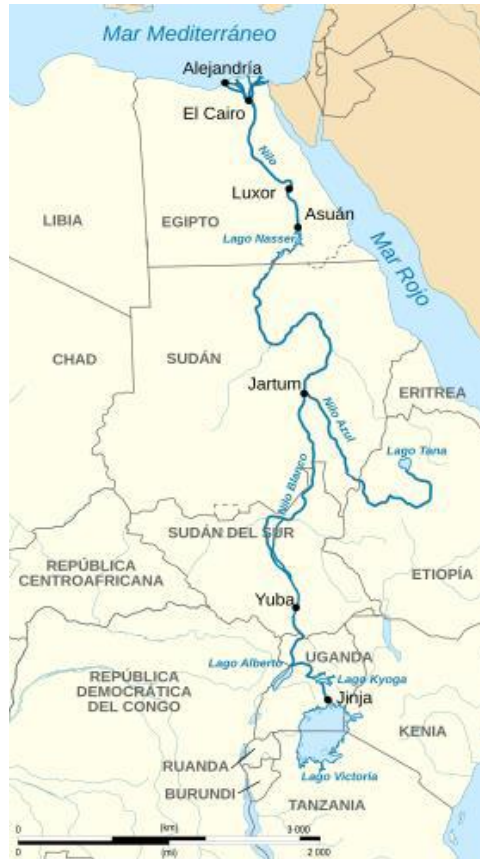 Mar Mediterráneo
Alejandría
El Cairo
Nilo
Luxor
LIBIA
EGIPTO
Asuán
Lago Nasser
Mar Rojo
CHAD
SUDÁN
Jartum
ERITREA
Nilo Azul
Lago Tana
Nilo Blanco
SUDÁN DEL SUR
REPÚBLICA
CENTROAFRICANA
ETIOPÍA
Yuba
UGANDA
Lago Alberto
Lago Kyoga
REPÚBLICA
DEMOCRÁTICA
DEL CONGO
Jinja
KENIA
RUANDA
Lago Victoria
BURUNDI
TANZANIA
0 (km) 3 000
0 (mi) 2 000